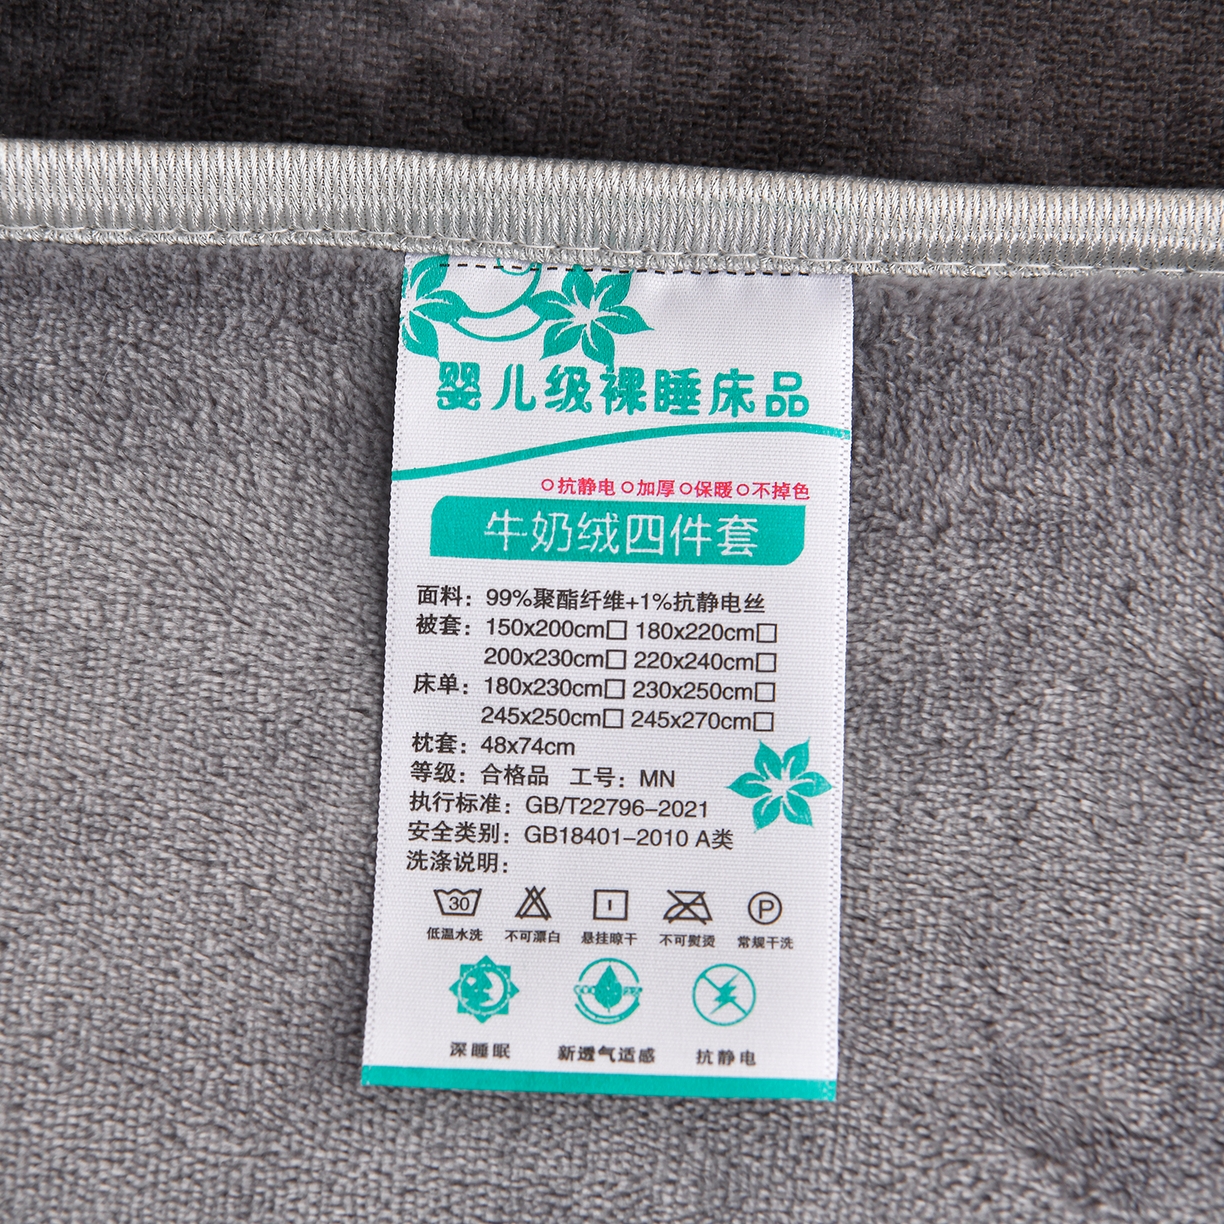 婴儿级裸睡床品
○抗静电○加厚○保暖○不掉色
牛奶绒四件套
面料：99%聚酯纤维+1%抗静电丝
被套：150x200cm□ 180x220cm□
200x230cm□ 220x240cm□
床单：180x230cm□ 230x250cm□
245x250cm□ 245x270cm□
枕套：48x74cm
等级：合格品 工号：MN
执行标准：GB/T22796-2021
安全类别：GB18401-2010 A类
洗涤说明：
30 P
低温水洗 不可漂白 悬挂晾干 不可熨烫 常规干洗
深睡眠 新透气适感 抗静电